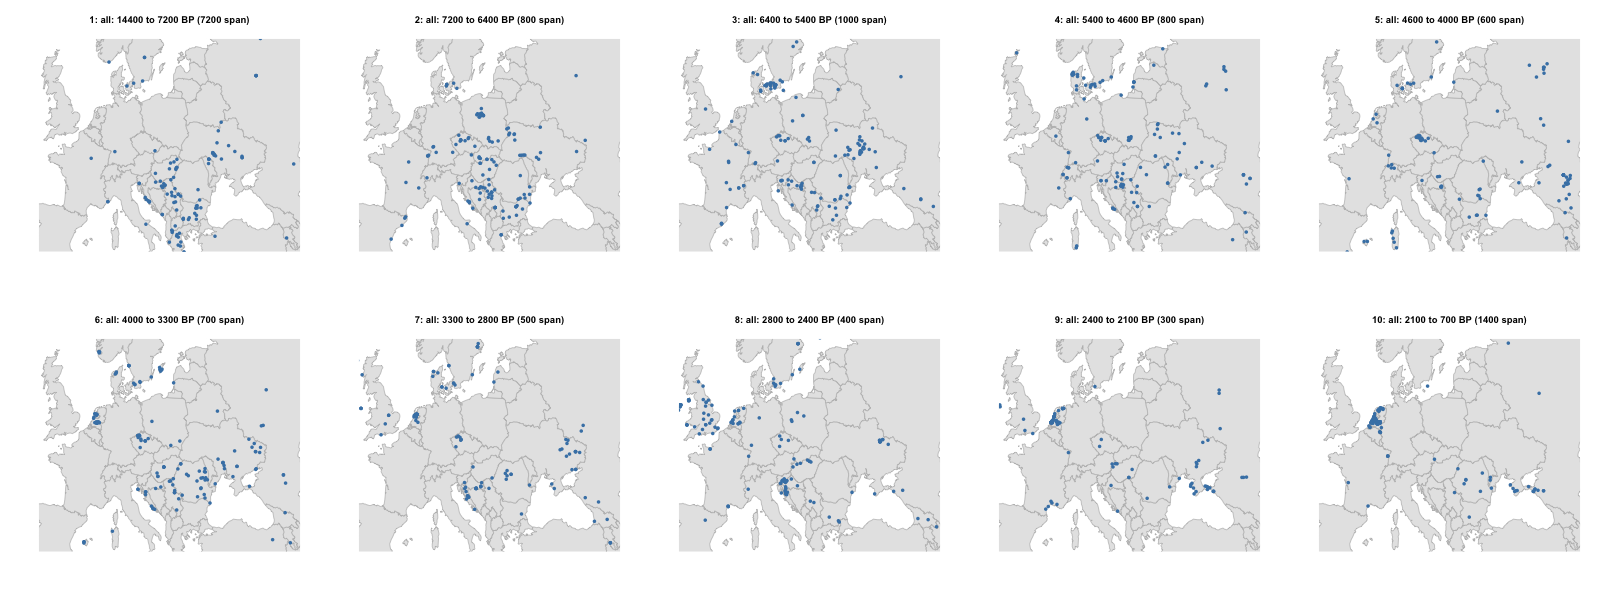 1: all: 14400 to 7200 BP (7200 span)
2: all: 7200 to 6400 BP (800 span)
3: all: 6400 to 5400 BP (1000 span)
4: all: 5400 to 4600 BP (800 span)
5: all: 4600 to 4000 BP (600 span)
6: all: 4000 to 3300 BP (700 span)
7: all: 3300 to 2800 BP (500 span)
8: all: 2800 to 2400 BP (400 span)
9: all: 2400 to 2100 BP (300 span)
10: all: 2100 to 700 BP (1400 span)